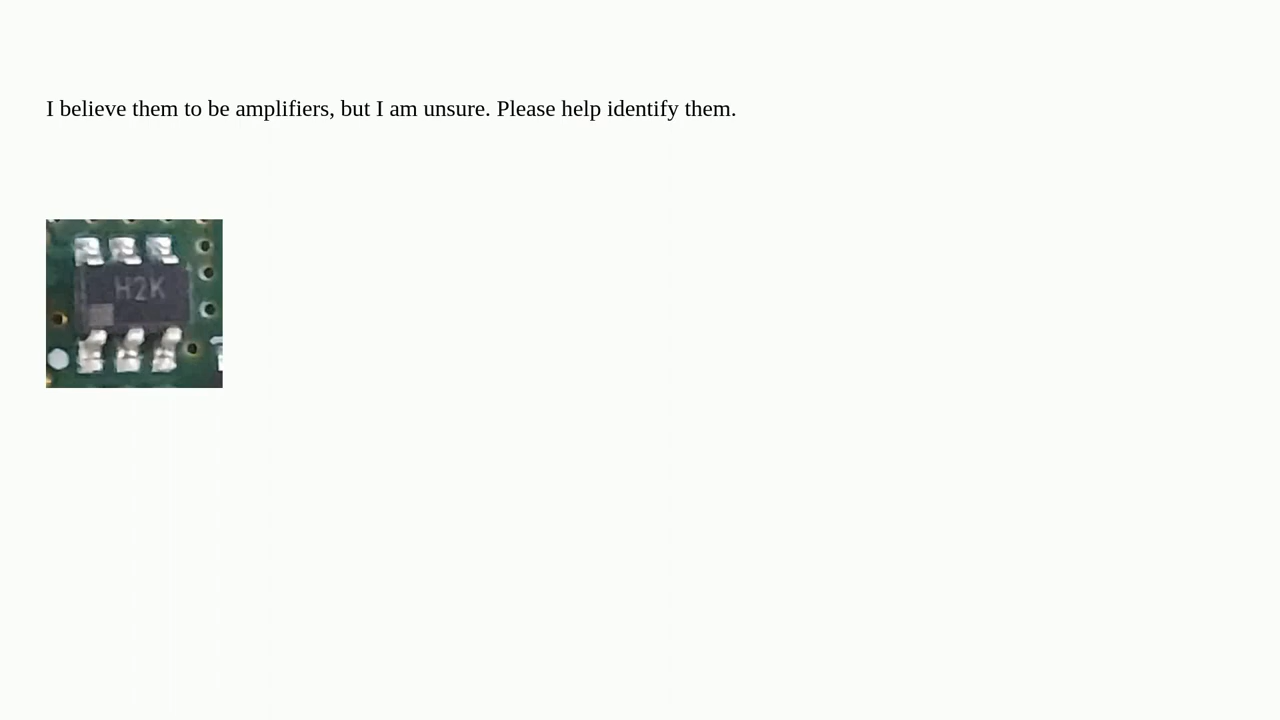 I believe them to be amplifiers, but I am unsure. Please help identify them.
H2K